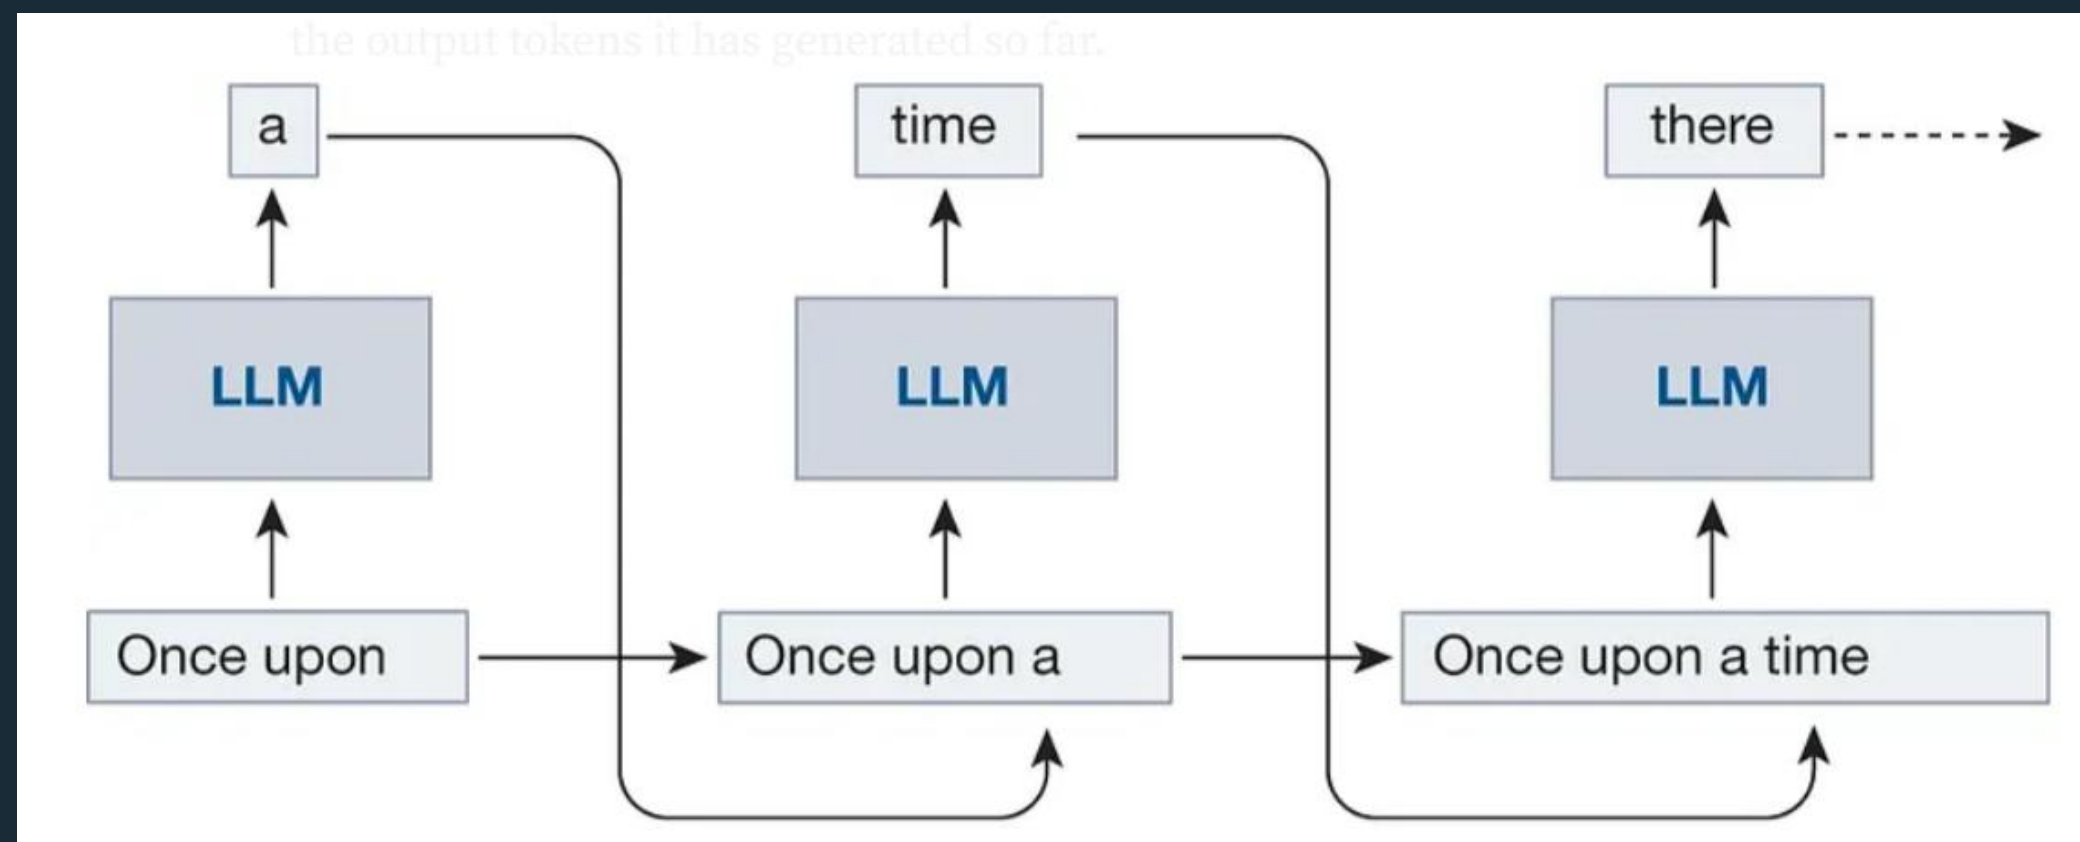 the output tokens it has generated so far.
a
time
there
LLM
LLM
LLM
Once upon
Once upon a
Once upon a time